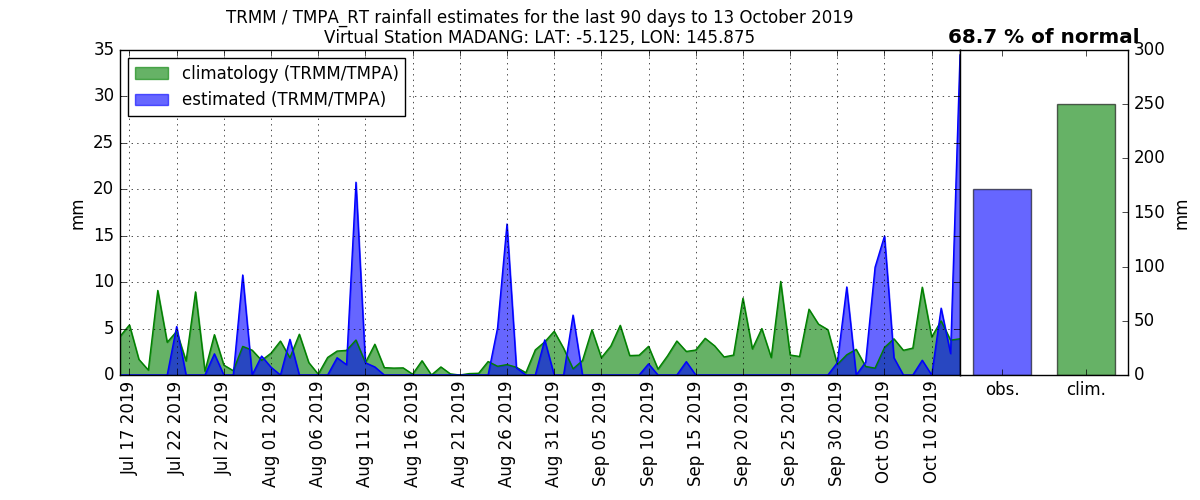 TRMM / TMPA_RT rainfall estimates for the last 90 days to 13 October 2019
Virtual Station MADANG: LAT: -5.125, LON: 145.875
68.7 % of normal
climatology (TRMM/TMPA)
estimated (TRMM/TMPA)
mm
35
30
25
20
15
10
5
0
Jul 17 2019
Jul 22 2019
Jul 27 2019
Aug 01 2019
Aug 06 2019
Aug 11 2019
Aug 16 2019
Aug 21 2019
Aug 26 2019
Aug 31 2019
Sep 05 2019
Sep 10 2019
Sep 15 2019
Sep 20 2019
Sep 25 2019
Sep 30 2019
Oct 05 2019
Oct 10 2019
obs.
clim.
300
250
200
150
100
50
0
mm